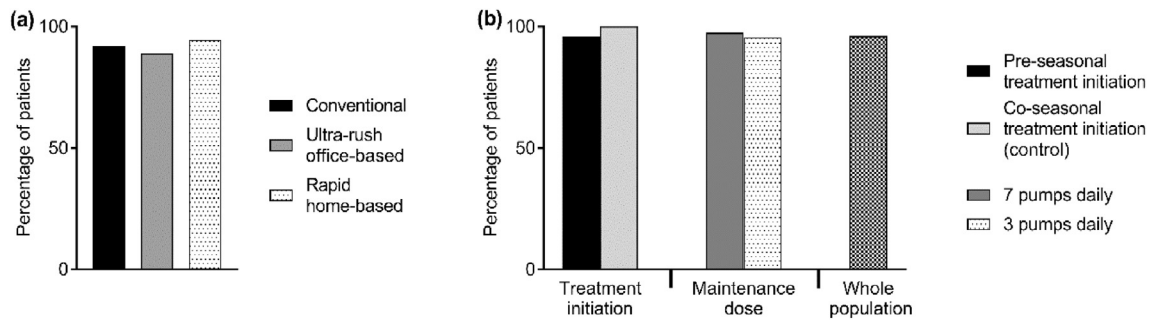 (a)
100
50
0
Percentage of patients
Conventional
Ultra-rush
office-based
Rapid
home-based
(b)
100
50
0
Percentage of patients
Treatment
initiation
Maintenance
dose
Whole
population
Pre-seasonal
treatment initiation
Co-seasonal
treatment initiation
(control)
7 pumps daily
3 pumps daily